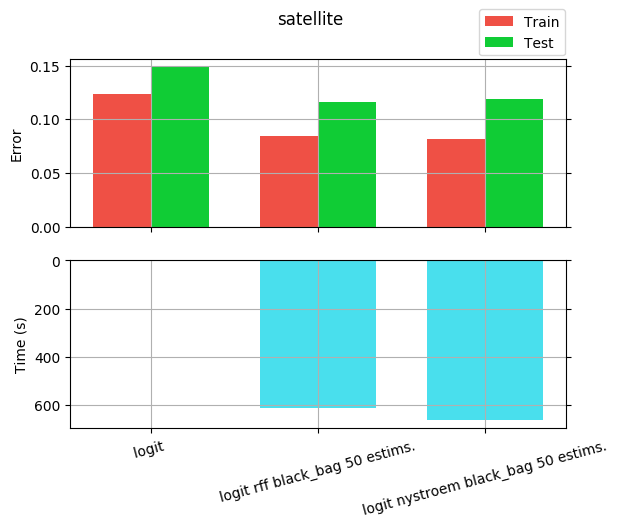 satellite
Train
Test
0.15
0.10
0.05
0.00
Error
0
200
400
600
Time (s)
logit
logit rff black_bag 50 estims.
logit nystroem black_bag 50 estims.